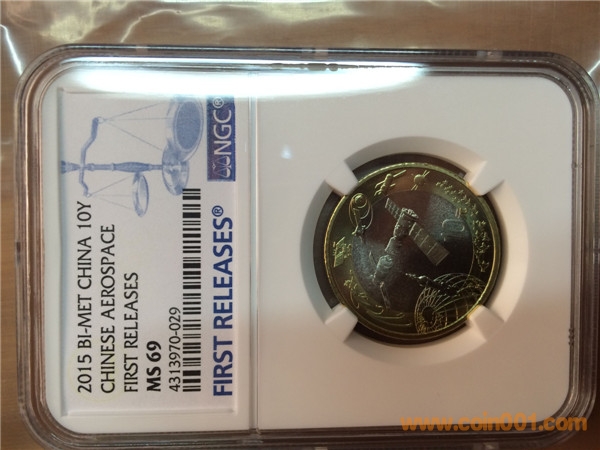 2015 BI-MET CHINA 10Y
CHINESE AEROSPACE
FIRST RELEASES
MS 69
4313970-029
NGC®
FIRST RELEASES®
10
www.coin001.com